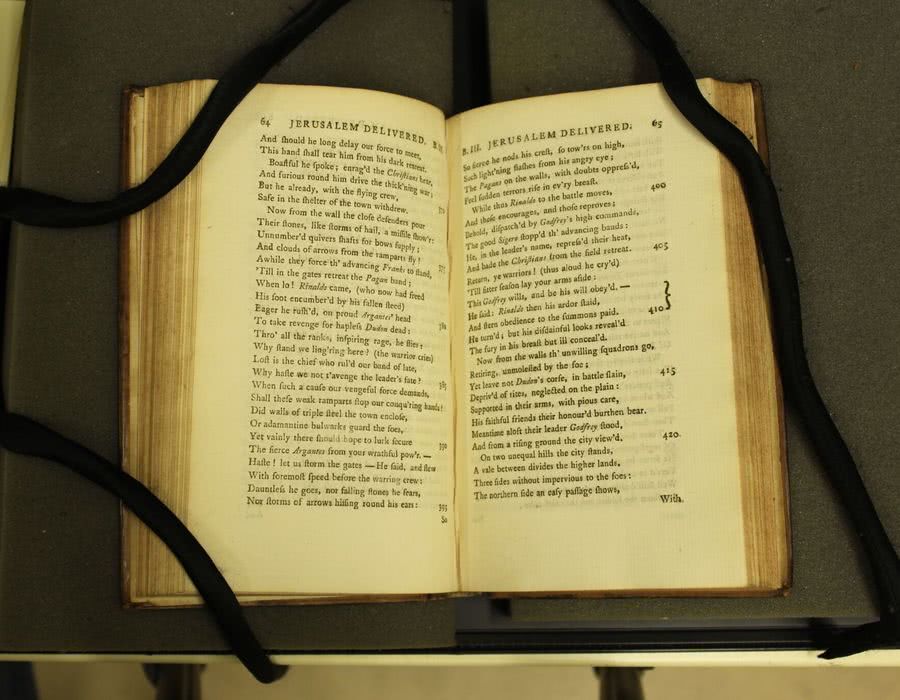 64 JERUSALEM DELIVERED. B. III.
And ſhould he long delay our force to meet,
This hand ſhall tear him from his dark retreat.
Boaſtful he ſpoke; enrag'd the Chriſtians hear,
And furious round him drive the thick'ning war;
But he already, with the flying crew,
Safe in the ſhelter of the town withdrew. 370
Now from the wall the cloſe defenders pour
Their ſtones, like ſtorms of hail, a miſſile ſhow'r:
Unnumber'd quivers ſhafts for bows ſupply;
And clouds of arrows from the ramparts fly!
Awhile they force th' advancing Franks to ſtand, 375
'Till in the gates retreat the Pagan band;
When lo! Rinaldo came, (who now had freed
His foot encumber'd by his fallen ſteed)
Eager he ruſh'd, on proud Argantes' head
To take revenge for hapleſs Dudon dead: 380
Thro' all the ranks, inſpiring rage, he flies:
Why ſtand we ling'ring here? (the warrior cries)
Loſt is the chief who rul'd our band of late,
Why haſte we not t'avenge the leader's fate?
When ſuch a cauſe our vengeful force demands, 385
Shall theſe weak ramparts ſtop our conqu'ring hands!
Did walls of triple ſteel the town encloſe,
Or adamantine bulwarks guard the foes,
Yet vainly there ſhould hope to lurk ſecure
The fierce Argantes from your wrathful pow'r. — 390
Haſte! let us ſtorm the gates — He ſaid, and flew
With foremoſt ſpeed before the warring crew:
Dauntleſs he goes, nor falling ſtones he fears,
Nor ſtorms of arrows hiſſing round his ears: 395
So
B. III. JERUSALEM DELIVERED. 65
So fierce he nods his creſt, ſo tow'rs on high,
Such light'ning flaſhes from his angry eye;
The Pagans on the walls, with doubts oppreſs'd,
Feel ſudden terrors riſe in ev'ry breaſt.
While thus Rinaldo to the battle moves, 400
And thoſe encourages, and thoſe reproves;
Behold, diſpatch'd by Godfrey's high commands,
The good Sigero ſtopp'd th' advancing bands:
He, in the leader's name, repreſs'd their heat,
And bade the Chriſtians from the field retreat. 405
Return, ye warriors! (thus aloud he cry'd)
'Till fitter ſeaſon lay your arms aſide:
This Godfrey wills, and be his will obey'd. —
He ſaid: Rinaldo then his ardor ſtaid,
And ſtern obedience to the ſummons paid. 410
He turn'd; but his diſdainful looks reveal'd
The fury in his breaſt but ill conceal'd.
Now from the walls th' unwilling ſquadrons go,
Retiring, unmoleſted by the foe;
Yet leave not Dudon's corſe, in battle ſlain, 415
Depriv'd of rites, neglected on the plain:
Supported in their arms, with pious care,
His faithful friends their honour'd burthen bear.
Meantime aloft their leader Godfrey ſtood,
And from a riſing ground the city view'd. 420
On two unequal hills the city ſtands,
A vale between divides the higher lands.
Three ſides without impervious to the foes:
The northern ſide an eaſy paſſage ſhows,
With